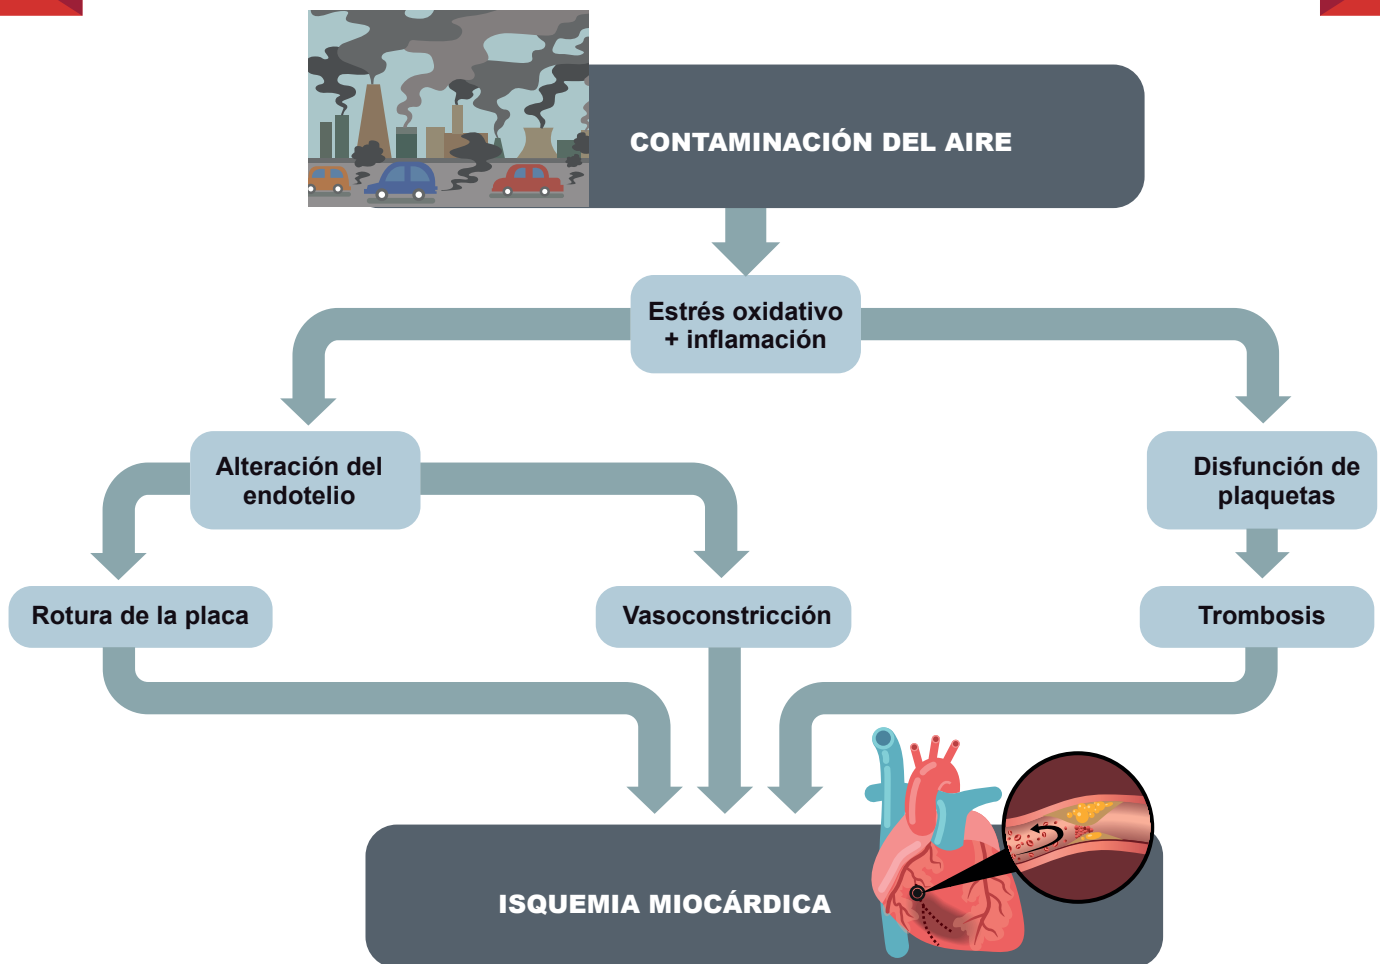 CONTAMINACIÓN DEL AIRE
Estrés oxidativo
+ inflamación
Alteración del
endotelio
Disfunción de
plaquetas
Rotura de la placa
Vasoconstricción
Trombosis
ISQUEMIA MIOCÁRDICA